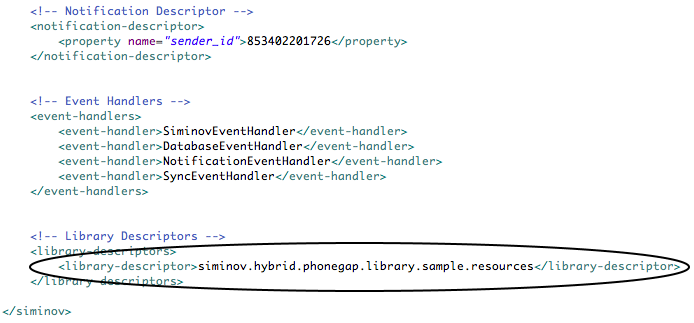 <!-- Notification Descriptor -->
<notification-descriptor>
<property name="sender_id">853402201726</property>
</notification-descriptor>
<!-- Event Handlers -->
<event-handlers>
<event-handler>SiminovEventHandler</event-handler>
<event-handler>DatabaseEventHandler</event-handler>
<event-handler>NotificationEventHandler</event-handler>
<event-handler>SyncEventHandler</event-handler>
</event-handlers>
<!-- Library Descriptors -->
<library-descriptors>
<library-descriptor>siminov.hybrid.phonegap.library.sample.resources</library-descriptor>
</library-descriptors>
</siminov>